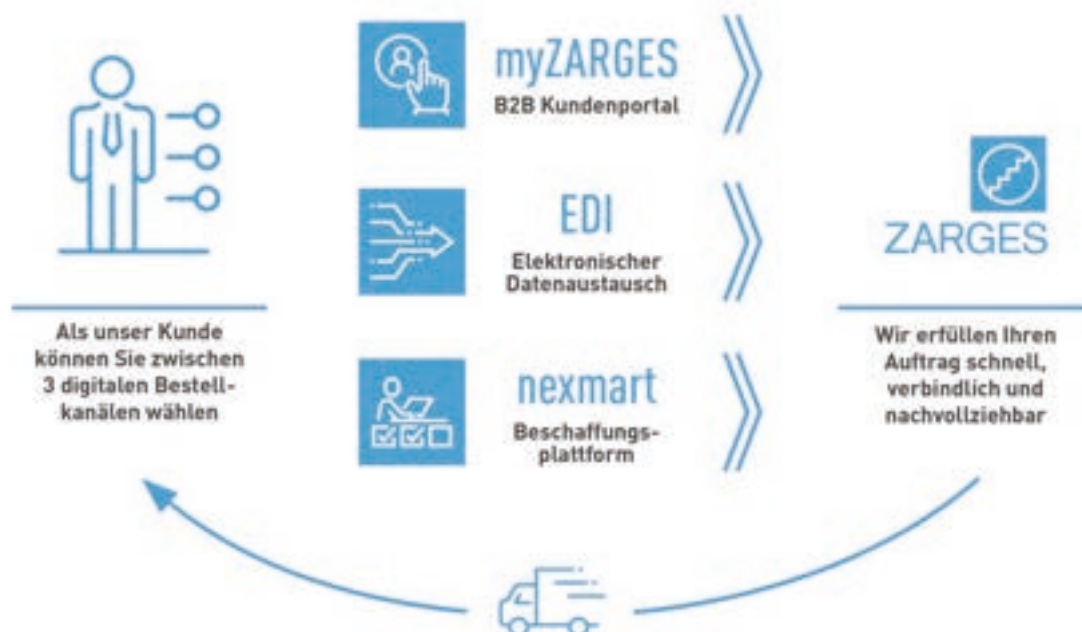 Als unser Kunde
können Sie zwischen
3 digitalen Bestell-
kanälen wählen
myZARGES
B2B Kundenportal
EDI
Elektronischer
Datenaustausch
nexmart
Beschaffungs-
plattform
ZARGES
Wir erfüllen Ihren
Auftrag schnell,
verbindlich und
nachvollziehbar